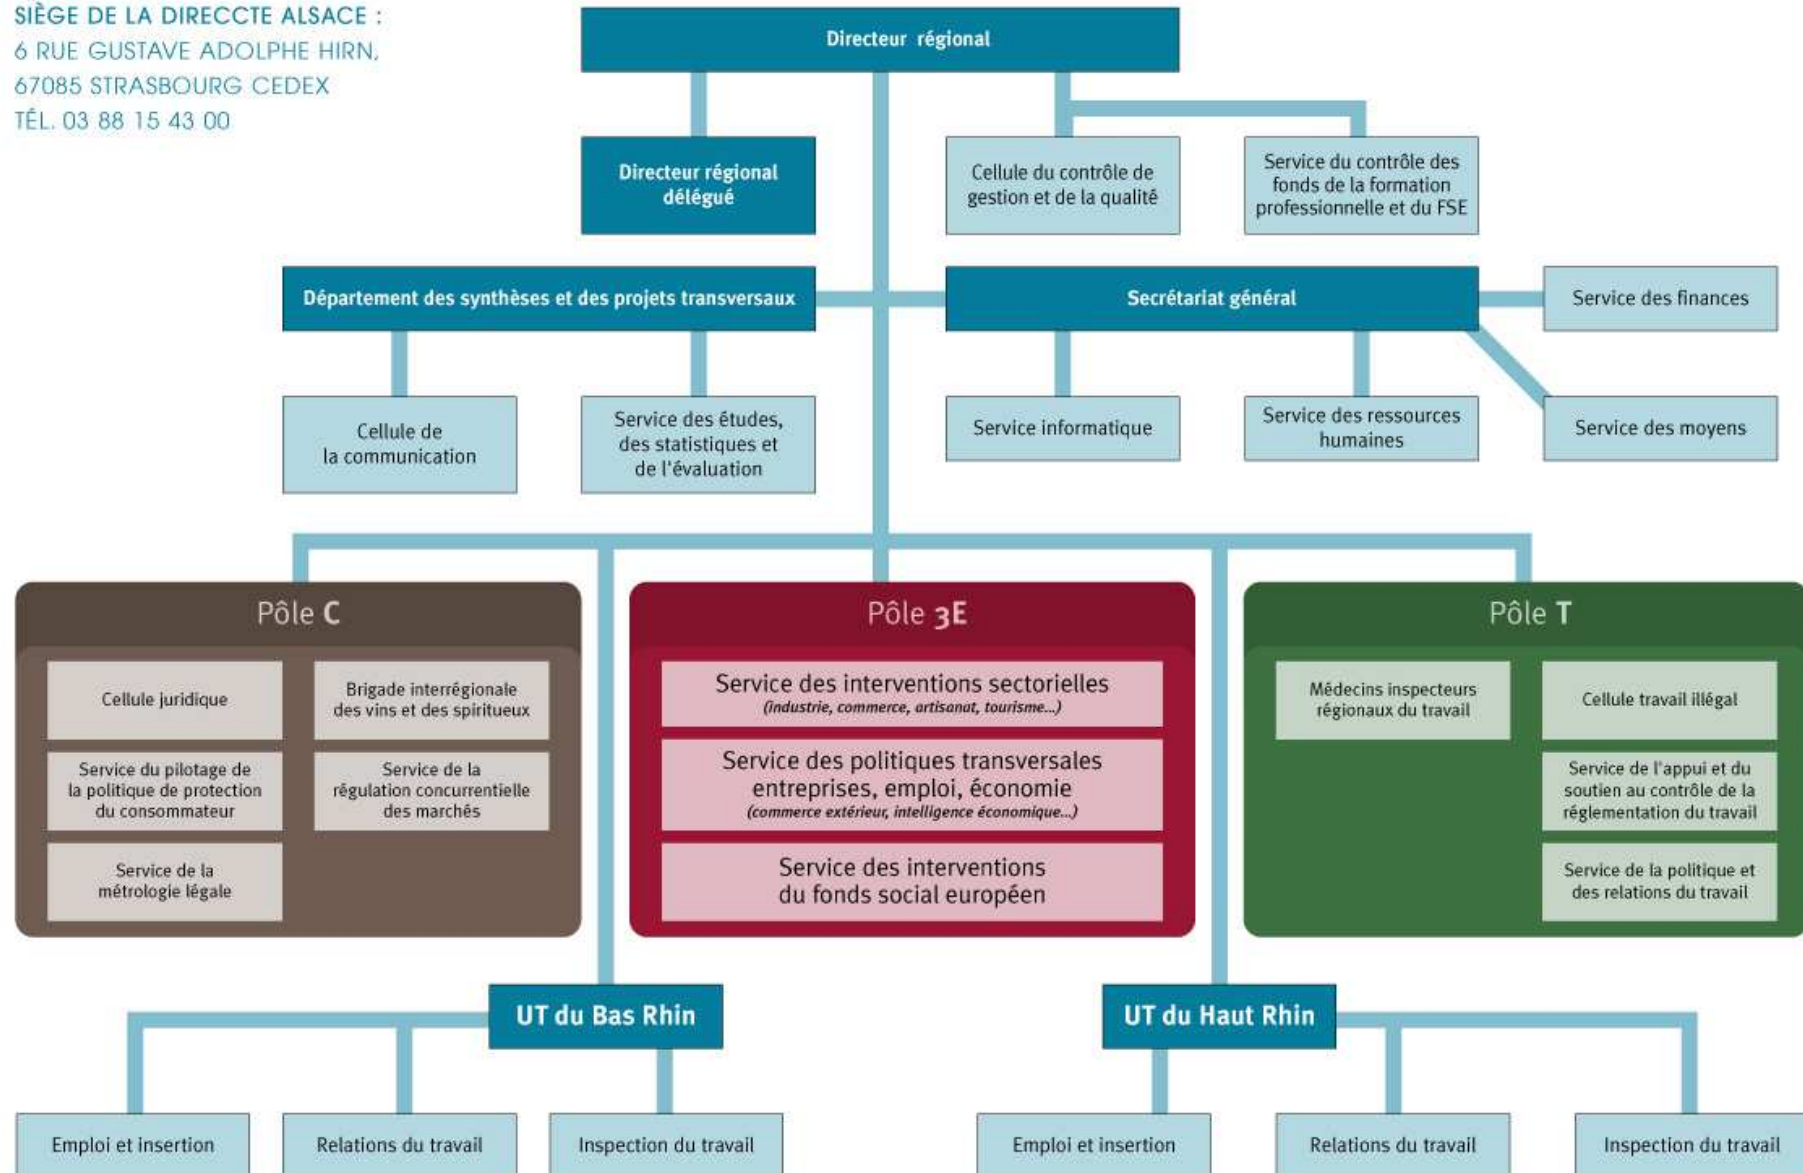 SIÈGE DE LA DIRECCTE ALSACE :
6 RUE GUSTAVE ADOLPHE HIRN,
67085 STRASBOURG CEDEX
TÉL. 03 88 15 43 00
Directeur régional
Directeur régional
délégué
Cellule du contrôle de
gestion et de la qualité
Service du contrôle des
fonds de la formation
professionnelle et du FSE
Département des synthèses et des projets transversaux
Secrétariat général
Service des finances
Cellule de
la communication
Service des études,
des statistiques et
de l'évaluation
Service informatique
Service des ressources
humaines
Service des moyens
Pôle C
Cellule juridique
Brigade interrégionale
des vins et des spiritueux
Service du pilotage de
la politique de protection
du consommateur
Service de la
régulation concurrentielle
des marchés
Service de la
métrologie légale
Pôle 3E
Service des interventions sectorielles
(industrie, commerce, artisanat, tourisme...)
Service des politiques transversales
entreprises, emploi, économie
(commerce extérieur, intelligence économique...)
Service des interventions
du fonds social européen
Pôle T
Médecins inspecteurs
régionaux du travail
Cellule travail illégal
Service de l'appui et du
soutien au contrôle de la
réglementation du travail
Service de la politique et
des relations du travail
UT du Bas Rhin
Emploi et insertion
Relations du travail
Inspection du travail
UT du Haut Rhin
Emploi et insertion
Relations du travail
Inspection du travail